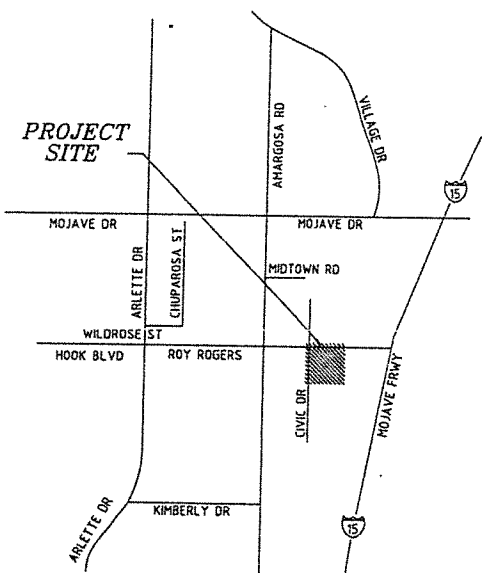 PROJECT
SITE
AMARGOSA RD
VILLAGE DR
15
MOJAVE DR
MOJAVE DR
ARLETTE DR
CHUPAROSA ST
MIDTOWN RD
WILDROSE ST
HOOK BLVD
ROY ROGERS
CIVIC DR
MOJAVE FRWY
ARLETTE DR
KIMBERLY DR
15